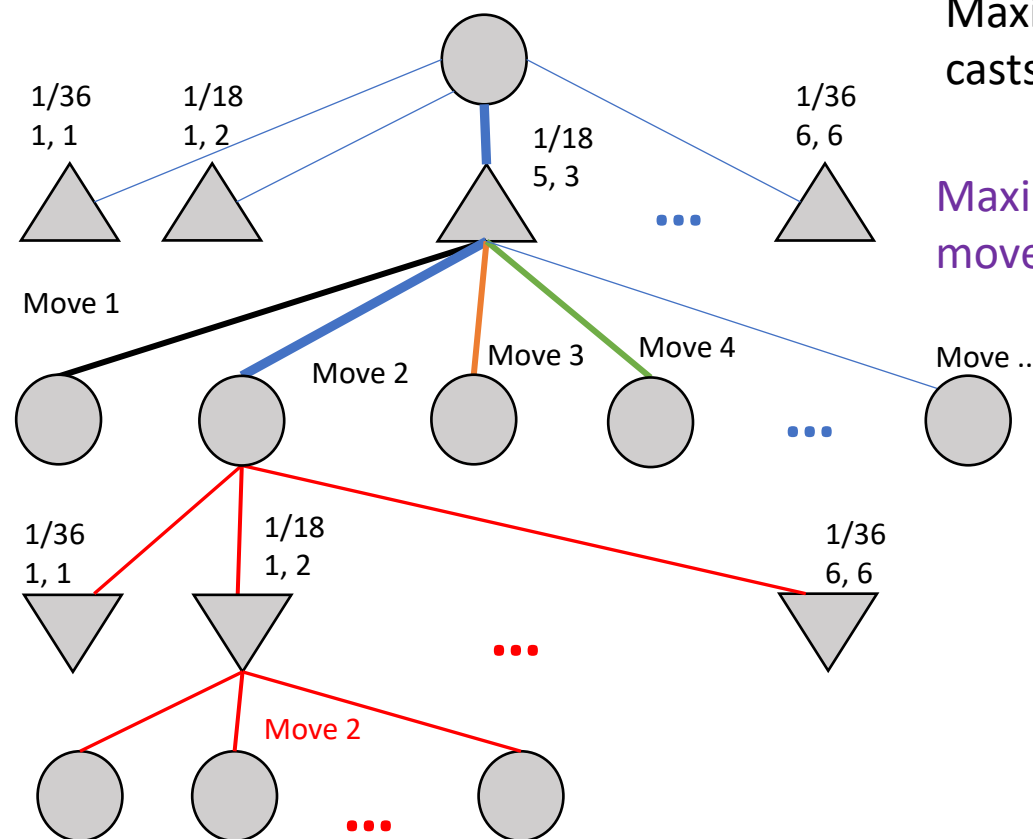 Maxi
casts
1/36
1, 1
1/18
1, 2
1/18
5, 3
...
1/36
6, 6
Maxi
move
Move 1
Move 2
Move 3
Move 4
Move ..
...
1/36
1, 1
1/18
1, 2
...
1/36
6, 6
Move 2
...